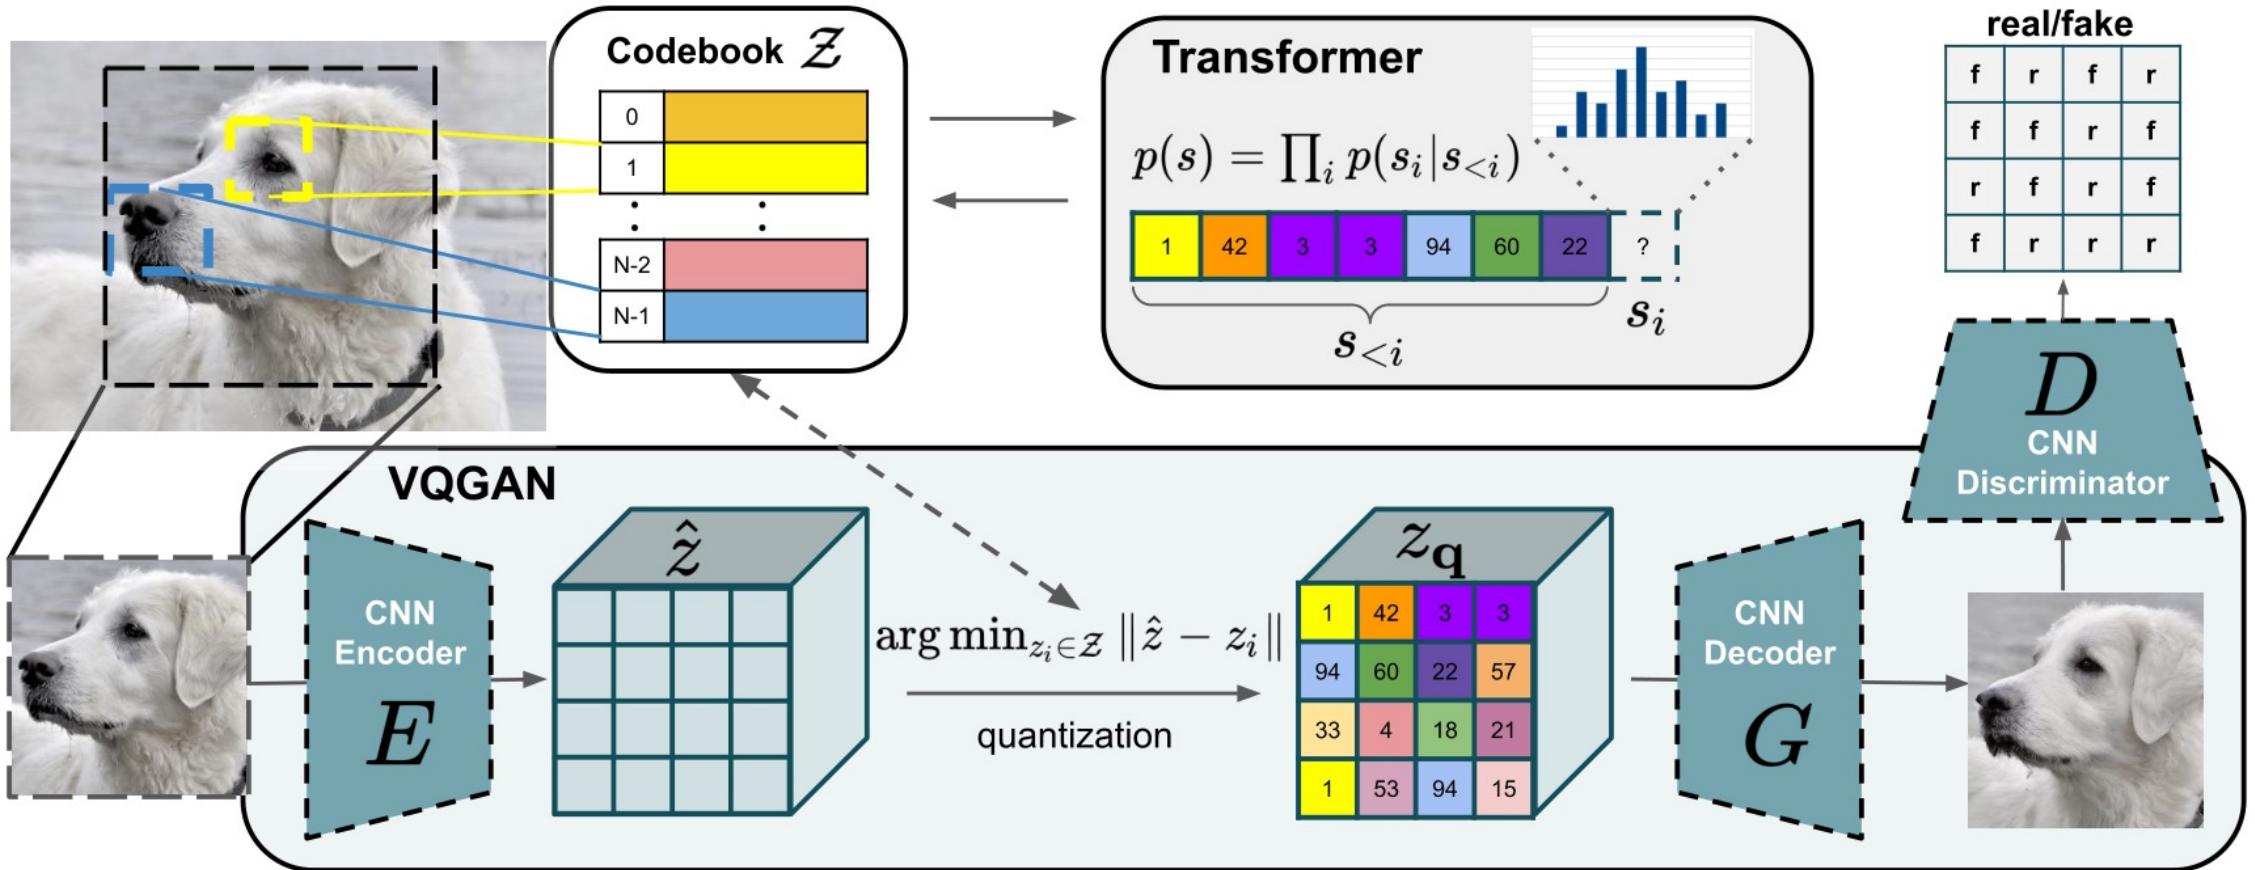 Codebook 𝒵
0
1
: :
N-2
N-1
Transformer
p(s) = ∏ᵢ p(sᵢ|s<ᵢ)
1 42 3 3 94 60 22 ?
s<ᵢ
sᵢ
real/fake
f r f r
f f r f
r f r f
f r r r
D
CNN
Discriminator
VQGAN
CNN
Encoder
E
ẑ
arg min_{zᵢ∈𝒵} ‖ẑ − zᵢ‖
quantization
z_q
1 42 3 3
94 60 22 57
33 4 18 21
1 53 94 15
CNN
Decoder
G